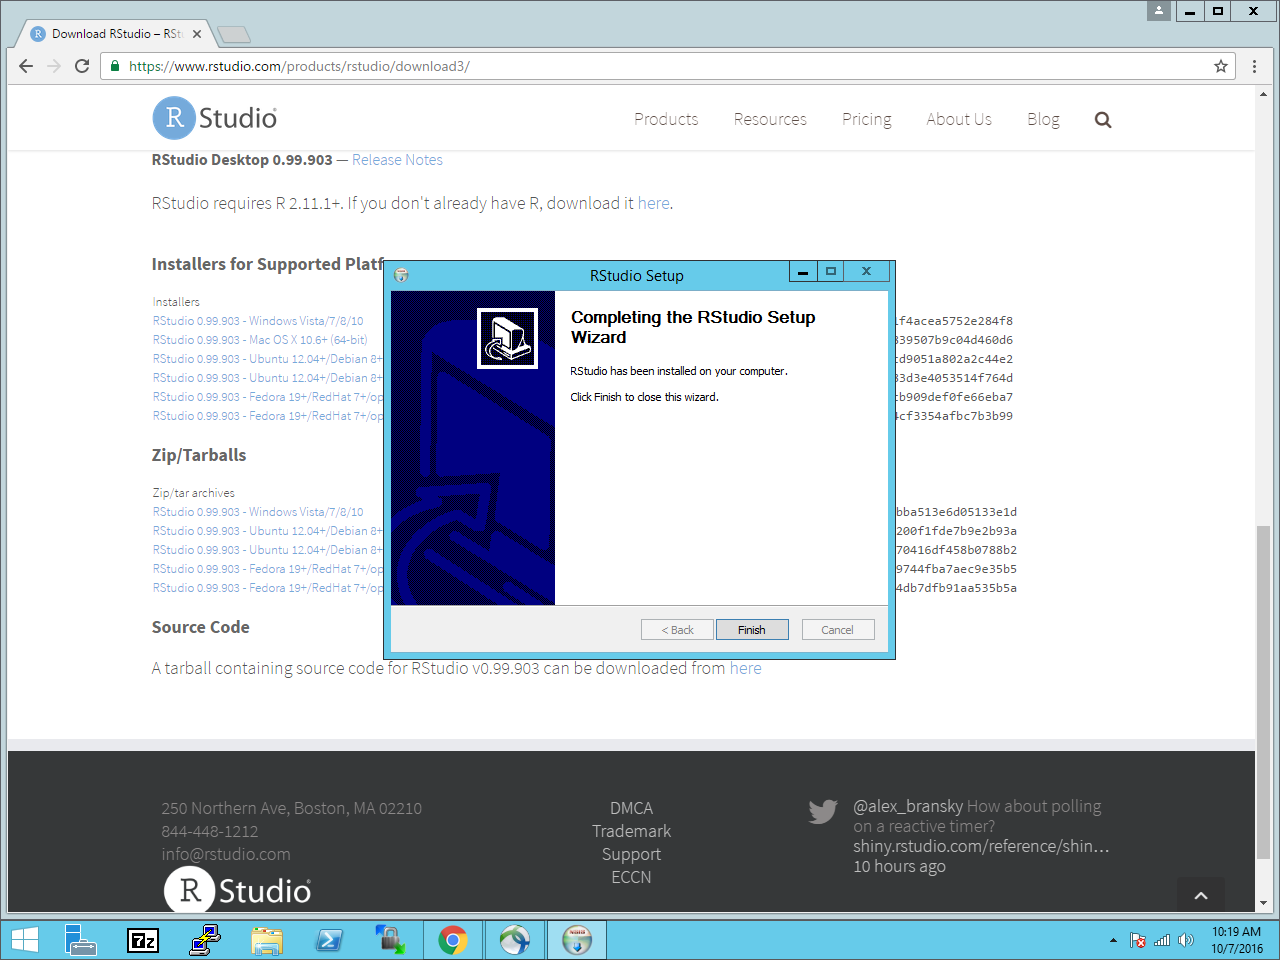 Download RStudio – RSt
https://www.rstudio.com/products/rstudio/download3/
R Studio
Products
Resources
Pricing
About Us
Blog
RStudio Desktop 0.99.903 — Release Notes
RStudio requires R 2.11.1+. If you don't already have R, download it here.
Installers for Supported Platf
Installers
RStudio 0.99.903 - Windows Vista/7/8/10
1f4acea5752e284f8
RStudio 0.99.903 - Mac OS X 10.6+ (64-bit)
339507b9c04d460d6
RStudio 0.99.903 - Ubuntu 12.04+/Debian 8+
cd9051a802a2c44e2
RStudio 0.99.903 - Ubuntu 12.04+/Debian 8+
83d3e4053514f764d
RStudio 0.99.903 - Fedora 19+/RedHat 7+/op
cb909def0fe66eba7
RStudio 0.99.903 - Fedora 19+/RedHat 7+/op
4cf3354afbc7b3b99
Zip/Tarballs
Zip/tar archives
RStudio 0.99.903 - Windows Vista/7/8/10
bba513e6d05133e1d
RStudio 0.99.903 - Ubuntu 12.04+/Debian 8+
200f1fde7b9e2b93a
RStudio 0.99.903 - Ubuntu 12.04+/Debian 8+
70416df458b0788b2
RStudio 0.99.903 - Fedora 19+/RedHat 7+/op
9744fba7aec9e35b5
RStudio 0.99.903 - Fedora 19+/RedHat 7+/op
4db7dfb91aa535b5a
Source Code
A tarball containing source code for RStudio v0.99.903 can be downloaded from here
RStudio Setup
Completing the RStudio Setup
Wizard
RStudio has been installed on your computer.
Click Finish to close this wizard.
< Back
Finish
Cancel
250 Northern Ave, Boston, MA 02210
844-448-1212
info@rstudio.com
R Studio
DMCA
Trademark
Support
ECCN
@alex_bransky How about polling
on a reactive timer?
shiny.rstudio.com/reference/shin…
10 hours ago
7z
10:19 AM
10/7/2016